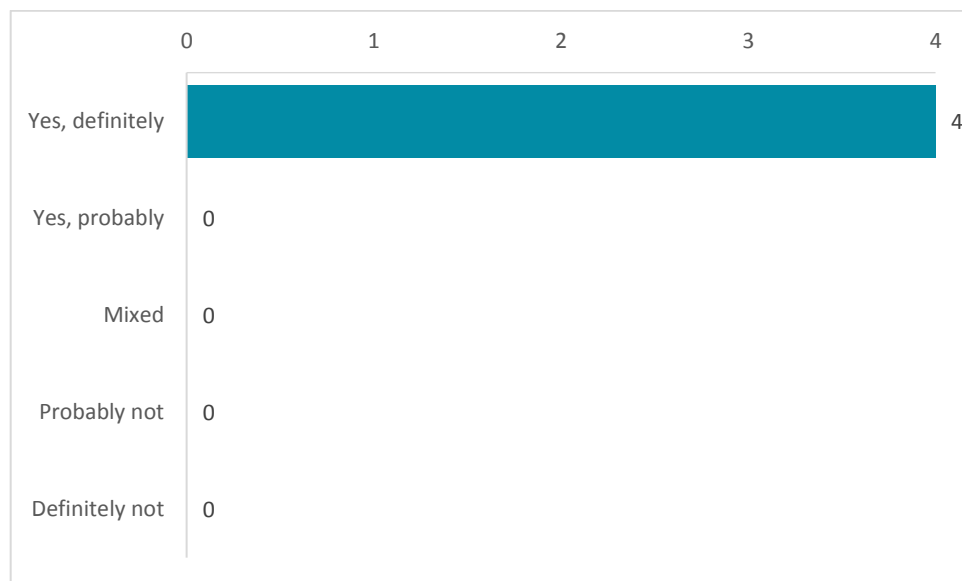 0 1 2 3 4
Yes, definitely 4
Yes, probably 0
Mixed 0
Probably not 0
Definitely not 0